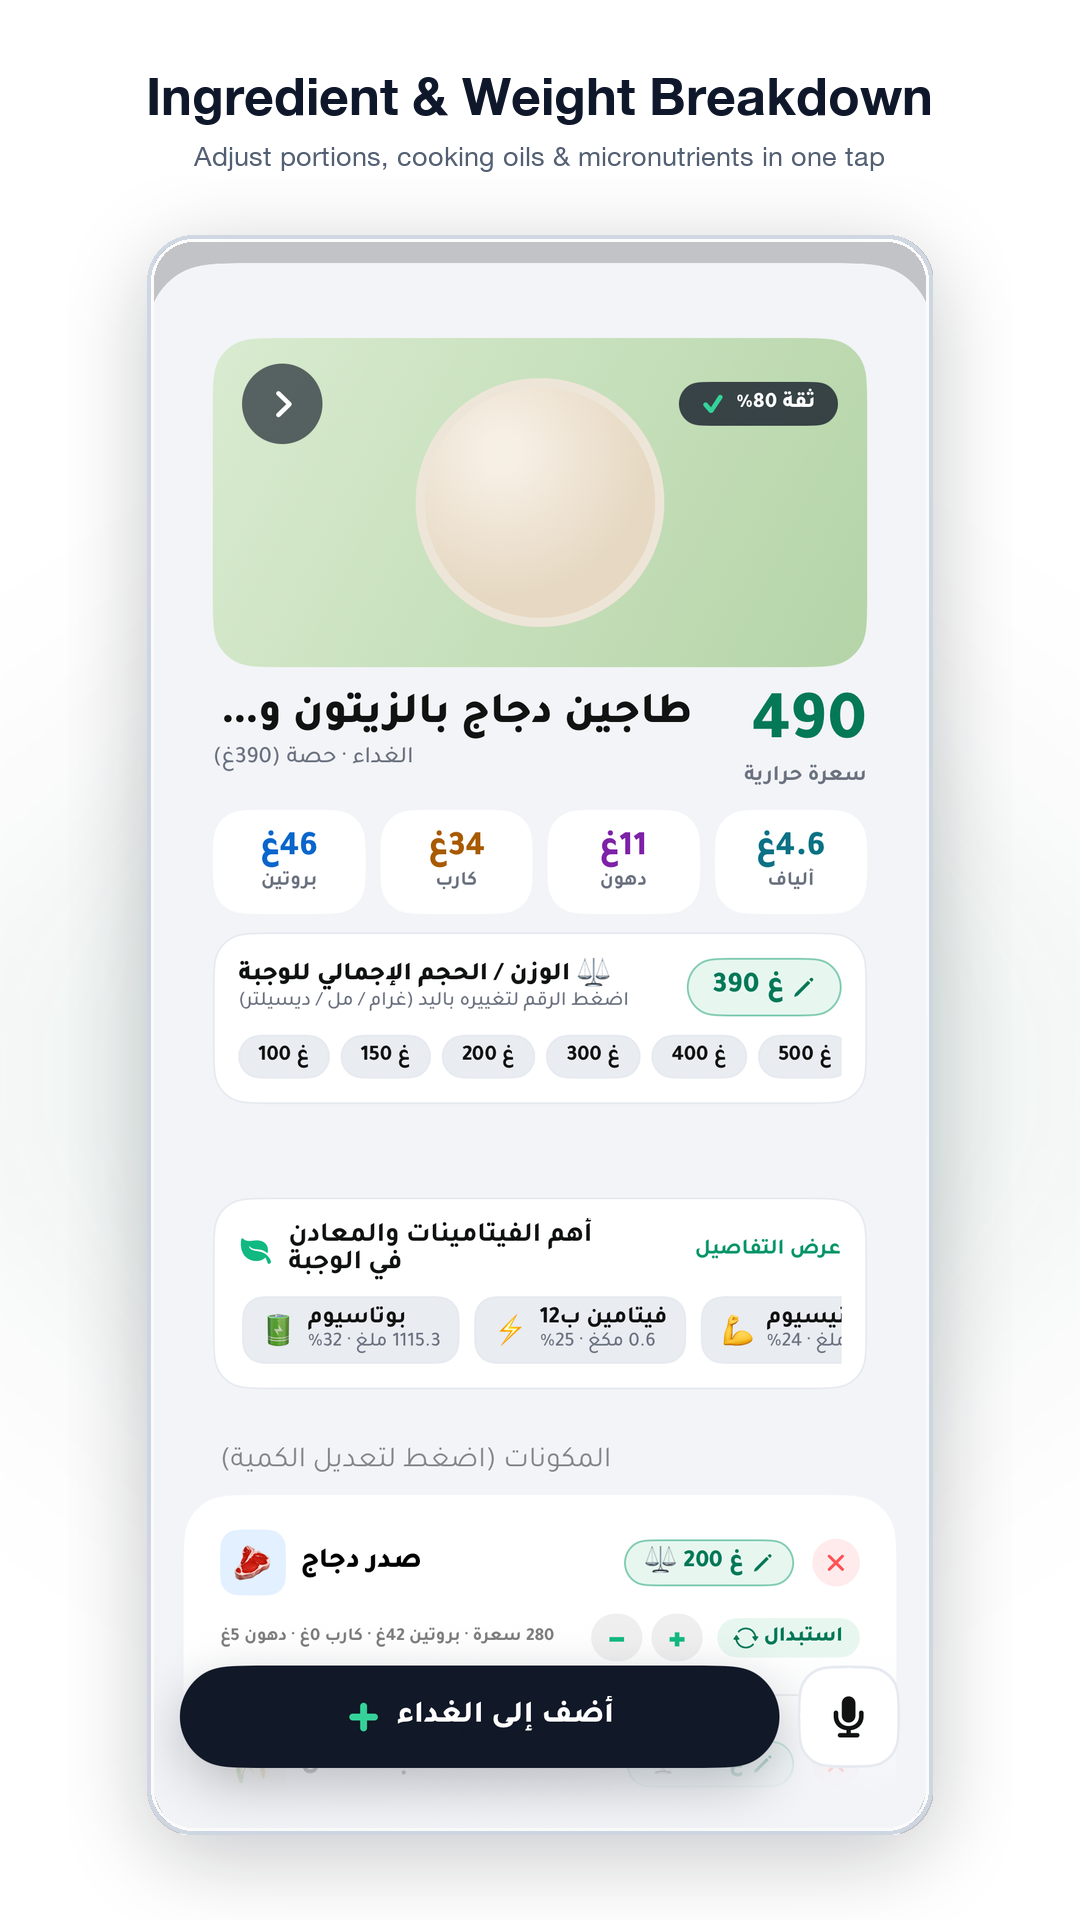 Ingredient & Weight Breakdown
Adjust portions, cooking oils & micronutrients in one tap
ثقة 80%
طاجين دجاج بالزيتون و...
490
الغداء · حصة (390غ)
سعرة حرارية
46غ
34غ
11غ
4.6غ
بروتين
كارب
دهون
ألياف
الوزن / الحجم الإجمالي للوجبة
390 غ
اضغط الرقم لتغييره باليد (غرام / مل / ديسيلتر)
100 غ
150 غ
200 غ
300 غ
400 غ
500 غ
أهم الفيتامينات والمعادن
في الوجبة
عرض التفاصيل
بوتاسيوم
1115.3 ملغ · 32%
فيتامين ب12
0.6 مكغ · 25%
ملغ · 24%
المكونات (اضغط لتعديل الكمية)
صدر دجاج
200 غ
280 سعرة · بروتين 42غ · كارب 0غ · دهون 5غ
استبدال
أضف إلى الغداء